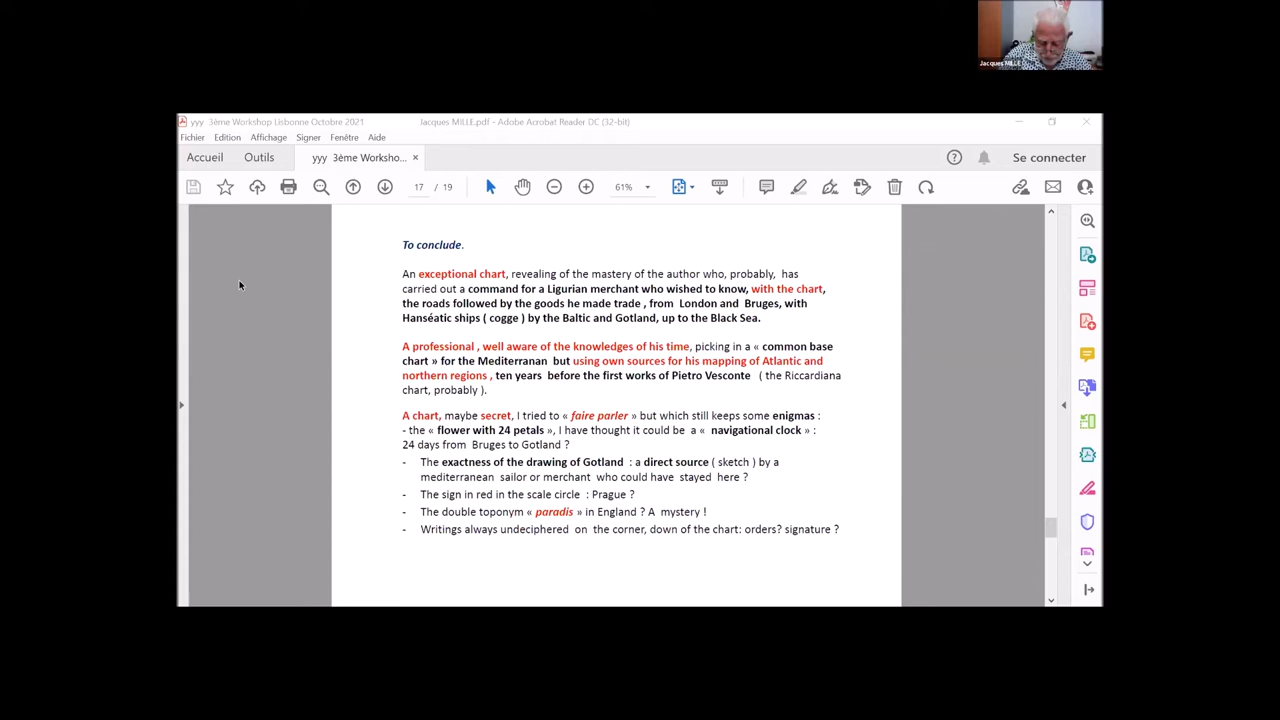 Jacques MILLE
yyy 3ème Workshop Lisbonne Octobre 2021 Jacques MILLE.pdf - Adobe Acrobat Reader DC (32-bit)
Fichier Edition Affichage Signer Fenêtre Aide
Accueil Outils yyy 3ème Worksho... × Se connecter
17 / 19 61%
To conclude.
An exceptional chart, revealing of the mastery of the author who, probably, has
carried out a command for a Ligurian merchant who wished to know, with the chart,
the roads followed by the goods he made trade , from London and Bruges, with
Hanséatic ships ( cogge ) by the Baltic and Gotland, up to the Black Sea.
A professional , well aware of the knowledges of his time, picking in a « common base
chart » for the Mediterranan but using own sources for his mapping of Atlantic and
northern regions , ten years before the first works of Pietro Vesconte ( the Riccardiana
chart, probably ).
A chart, maybe secret, I tried to « faire parler » but which still keeps some enigmas :
- the « flower with 24 petals », I have thought it could be a « navigational clock » :
24 days from Bruges to Gotland ?
- The exactness of the drawing of Gotland : a direct source ( sketch ) by a
mediterranean sailor or merchant who could have stayed here ?
- The sign in red in the scale circle : Prague ?
- The double toponym « paradis » in England ? A mystery !
- Writings always undeciphered on the corner, down of the chart: orders? signature ?